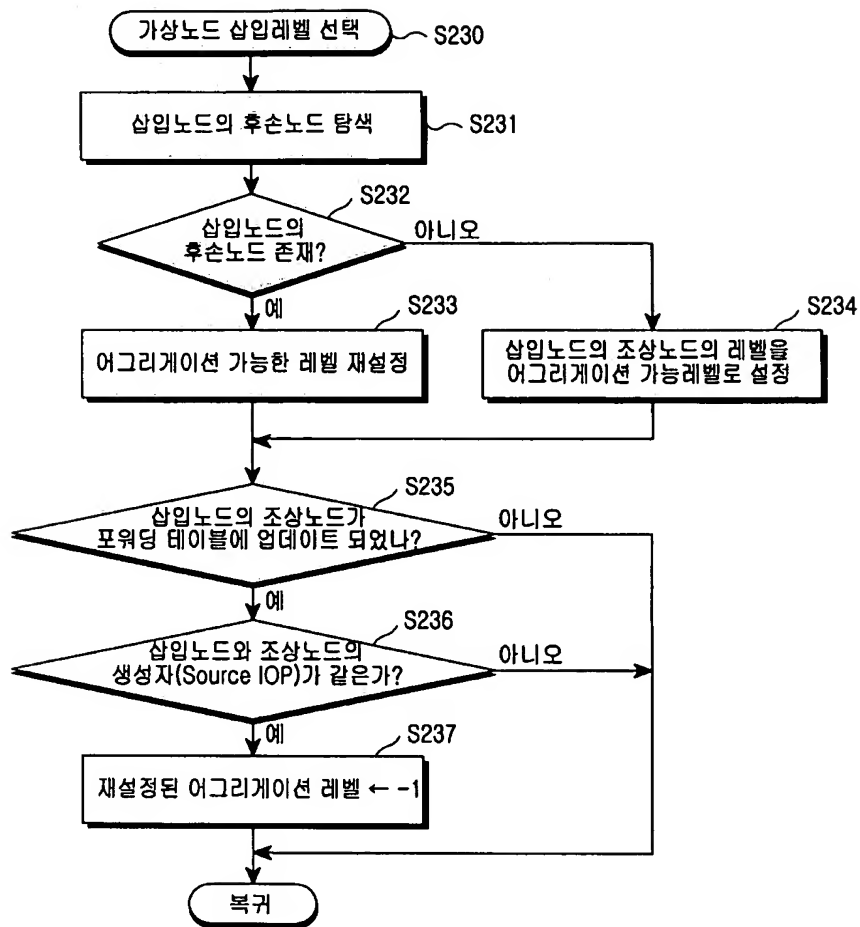 가상노드 삽입레벨 선택
S230
삽입노드의 후손노드 탐색
S231
S232
삽입노드의
후손노드 존재?
아니오
예
S233
S234
어그리게이션 가능한 레벨 재설정
삽입노드의 조상노드의 레벨을
어그리게이션 가능레벨로 설정
S235
삽입노드의 조상노드가
포워딩 테이블에 업데이트 되었나?
아니오
예
S236
삽입노드와 조상노드의
생성자(Source IOP)가 같은가?
아니오
예
S237
재설정된 어그리게이션 레벨 ← -1
복귀